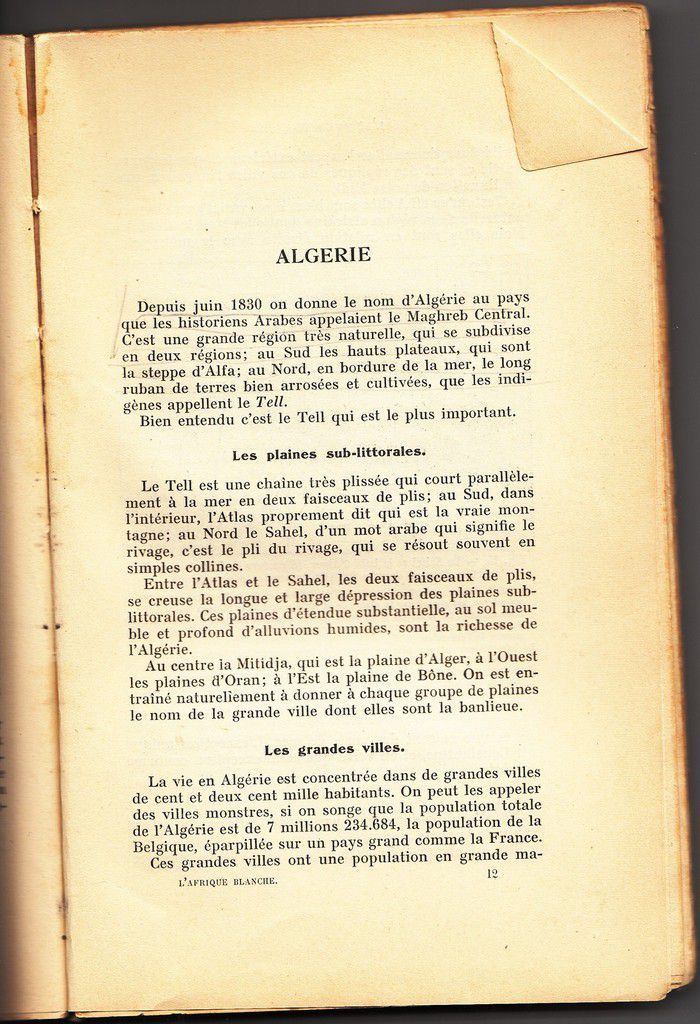 ALGERIE
Depuis juin 1830 on donne le nom d'Algérie au pays
que les historiens Arabes appelaient le Maghreb Central.
C'est une grande région très naturelle, qui se subdivise
en deux régions; au Sud les hauts plateaux, qui sont
la steppe d'Alfa; au Nord, en bordure de la mer, le long
ruban de terres bien arrosées et cultivées, que les indi-
gènes appellent le Tell.
Bien entendu c'est le Tell qui est le plus important.
Les plaines sub-littorales.
Le Tell est une chaîne très plissée qui court parallèle-
ment à la mer en deux faisceaux de plis; au Sud, dans
l'intérieur, l'Atlas proprement dit qui est la vraie mon-
tagne; au Nord le Sahel, d'un mot arabe qui signifie le
rivage, c'est le pli du rivage, qui se résout souvent en
simples collines.
Entre l'Atlas et le Sahel, les deux faisceaux de plis,
se creuse la longue et large dépression des plaines sub-
littorales. Ces plaines d'étendue substantielle, au sol meu-
ble et profond d'alluvions humides, sont la richesse de
l'Algérie.
Au centre la Mitidja, qui est la plaine d'Alger, à l'Ouest
les plaines d'Oran; à l'Est la plaine de Bône. On est en-
traîné naturellement à donner à chaque groupe de plaines
le nom de la grande ville dont elles sont la banlieue.
Les grandes villes.
La vie en Algérie est concentrée dans de grandes villes
de cent et deux cent mille habitants. On peut les appeler
des villes monstres, si on songe que la population totale
de l'Algérie est de 7 millions 234.684, la population de la
Belgique, éparpillée sur un pays grand comme la France.
Ces grandes villes ont une population en grande ma-
L'AFRIQUE BLANCHE. 12